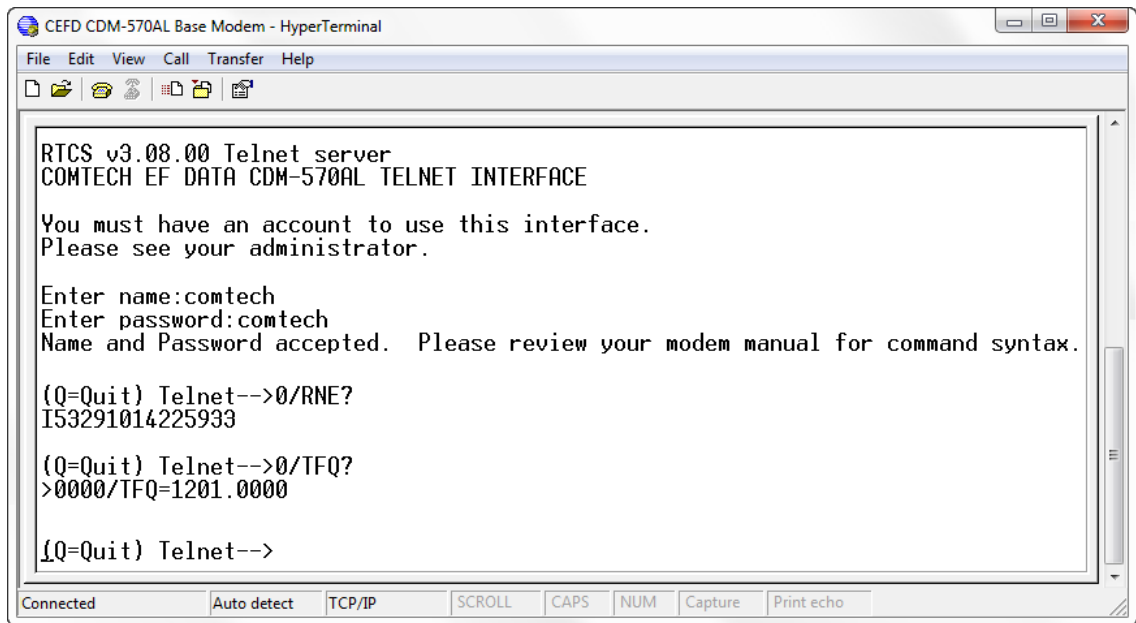 CEFD CDM-570AL Base Modem - HyperTerminal
File Edit View Call Transfer Help
RTCS v3.08.00 Telnet server
COMTECH EF DATA CDM-570AL TELNET INTERFACE
You must have an account to use this interface.
Please see your administrator.
Enter name:comtech
Enter password:comtech
Name and Password accepted.  Please review your modem manual for command syntax.
(Q=Quit) Telnet-->0/RNE?
I53291014225933
(Q=Quit) Telnet-->0/TFQ?
>0000/TFQ=1201.0000
(Q=Quit) Telnet-->
Connected Auto detect TCP/IP SCROLL CAPS NUM Capture Print echo